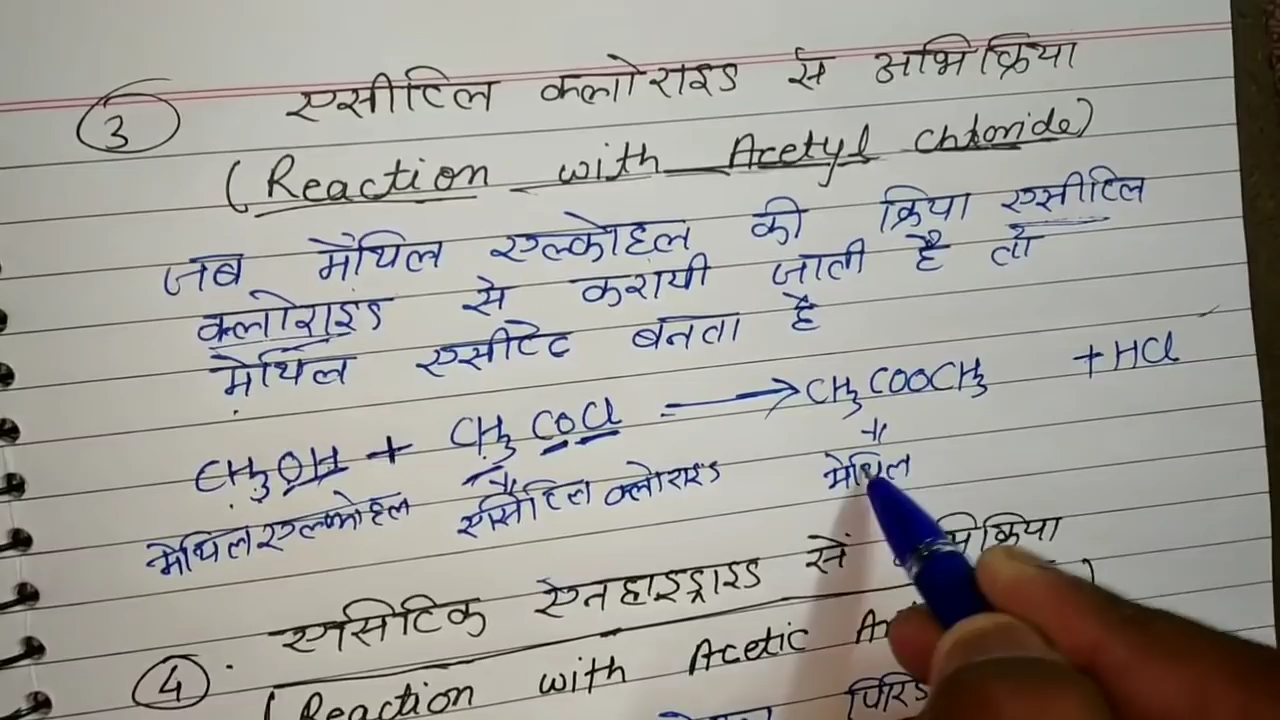 3 एसीटिल क्लोराइड से अभिक्रिया
(Reaction with Acetyl Chloride)
जब मेथिल एल्कोहल की क्रिया एसीटिल
क्लोराइड से करायी जाती है तो
मेथिल एसीटेट बनता है
CH₃OH + CH₃COCl ⟶ CH₃COOCH₃ + HCl
मेथिल एल्कोहल एसिटिल क्लोराइड मेथिल
4. एसिटिक ऐनहाइड्राइड से
(Reaction with Acetic